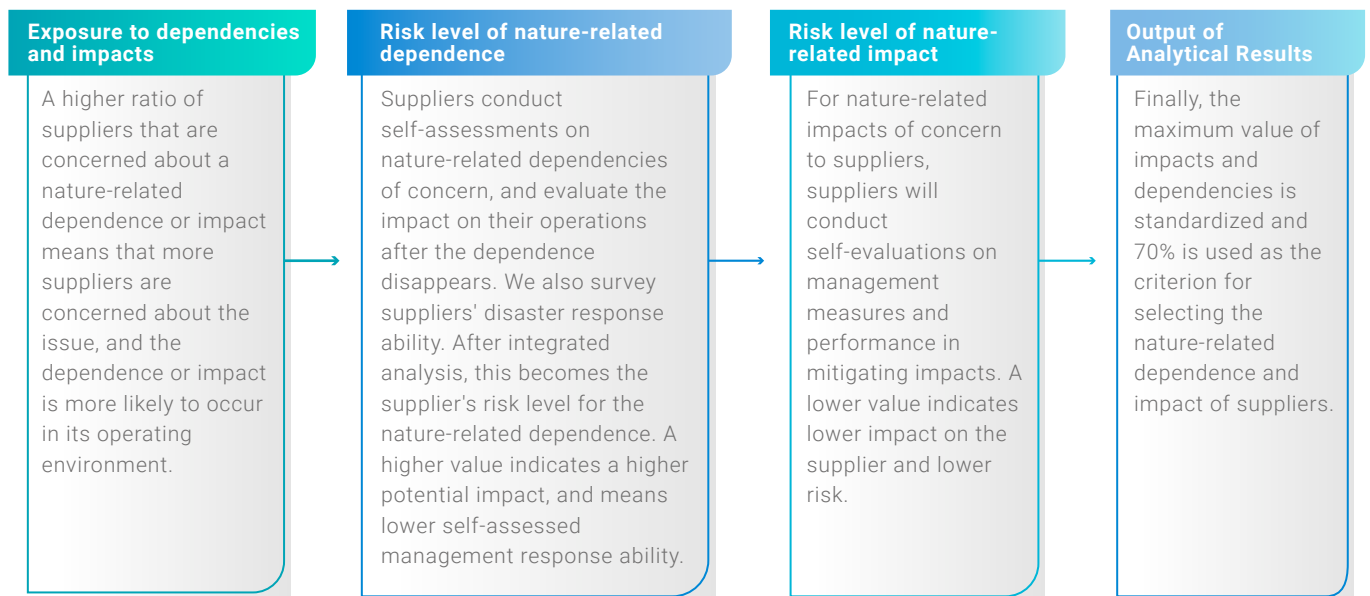 Exposure to dependencies
and impacts
A higher ratio of
suppliers that are
concerned about a
nature-related
dependence or impact
means that more
suppliers are
concerned about the
issue, and the
dependence or impact
is more likely to occur
in its operating
environment.
Risk level of nature-related
dependence
Suppliers conduct
self-assessments on
nature-related dependencies
of concern, and evaluate the
impact on their operations
after the dependence
disappears. We also survey
suppliers' disaster response
ability. After integrated
analysis, this becomes the
supplier's risk level for the
nature-related dependence. A
higher value indicates a higher
potential impact, and means
lower self-assessed
management response ability.
Risk level of nature-
related impact
For nature-related
impacts of concern
to suppliers,
suppliers will
conduct
self-evaluations on
management
measures and
performance in
mitigating impacts. A
lower value indicates
lower impact on the
supplier and lower
risk.
Output of
Analytical Results
Finally, the
maximum value of
impacts and
dependencies is
standardized and
70% is used as the
criterion for
selecting the
nature-related
dependence and
impact of suppliers.